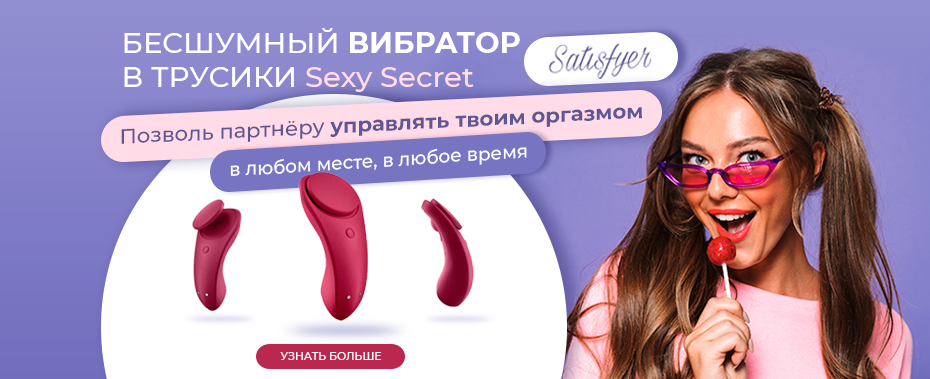 БЕСШУМНЫЙ ВИБРАТОР
В ТРУСИКИ Sexy Secret
Satisfyer
Позволь партнёру управлять твоим оргазмом
в любом месте, в любое время
УЗНАТЬ БОЛЬШЕ